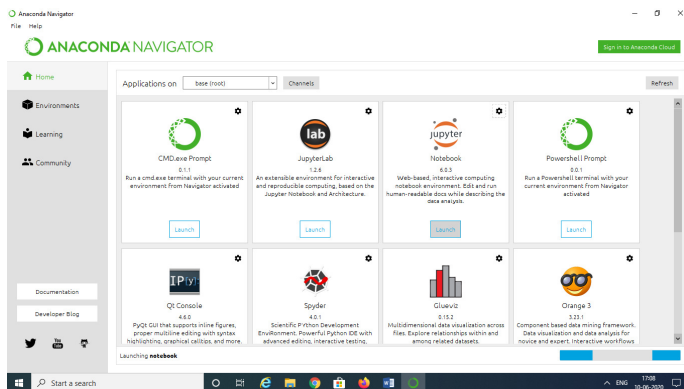 Anaconda Navigator
File Help
ANACONDA NAVIGATOR
Sign in to Anaconda Cloud
Home
Environments
Learning
Community
Documentation
Developer Blog
Applications on base (root) Channels
Refresh
CMD.exe Prompt
0.1.1
Run a cmd.exe terminal with your current
environment from Navigator activated
Launch
lab
JupyterLab
1.2.6
An extensible environment for interactive
and reproducible computing, based on the
Jupyter Notebook and Architecture.
Launch
jupyter
Notebook
6.0.3
Web-based, interactive computing
notebook environment. Edit and run
human-readable docs while describing the
data analysis.
Launch
Powershell Prompt
0.0.1
Run a Powershell terminal with your
current environment from Navigator
activated
Launch
IP[y]:
Qt Console
4.6.0
PyQt GUI that supports inline figures,
proper multiline editing with syntax
highlighting, graphical calltips, and more.
Spyder
4.0.1
Scientific PYthon Development
EnviRonment. Powerful Python IDE with
advanced editing, interactive testing,
Glueviz
0.15.2
Multidimensional data visualization across
files. Explore relationships within and
among related datasets.
Orange 3
3.23.1
Component based data mining framework.
Data visualization and data analysis for
novice and expert. Interactive workflows
Launching notebook
Start a search
ENG
17:08
10-06-2020